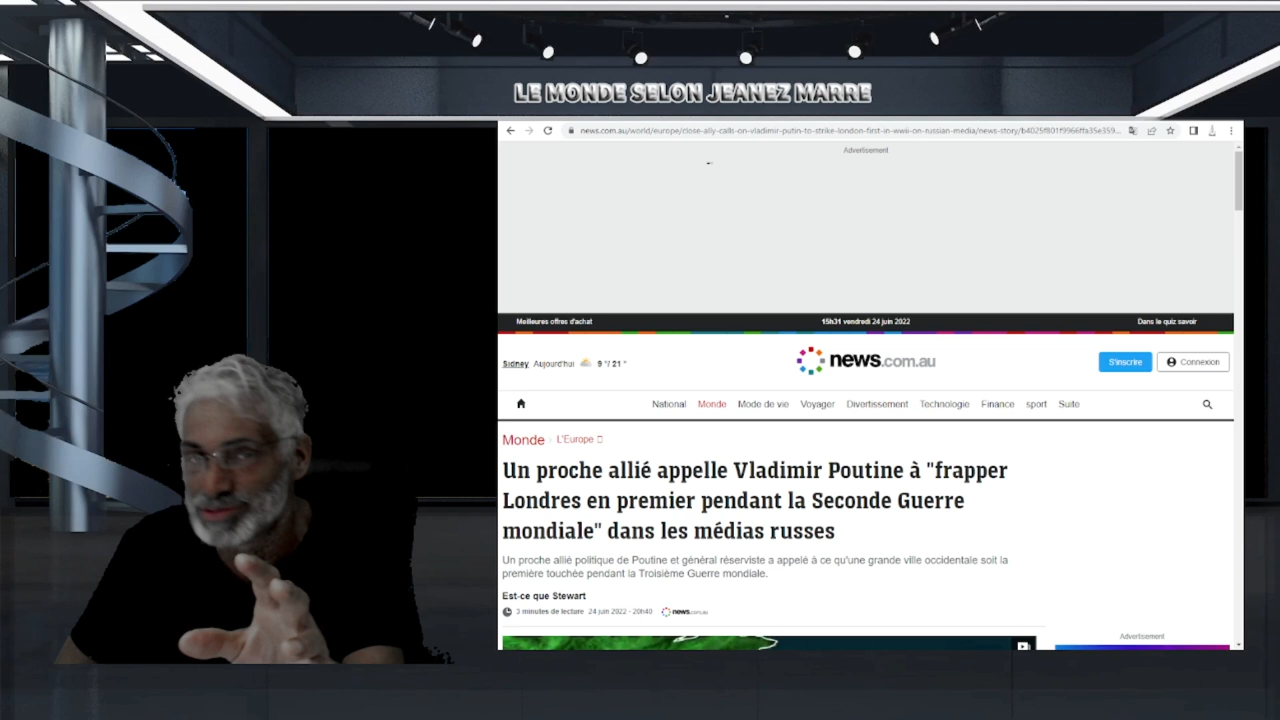 LE MONDE SELON JEANEZ MARRE
Advertisement
Meilleures offres d'achat 15h31 vendredi 24 juin 2022 Dans le quiz savoir
Sidney Aujourd'hui 9 °/ 21 ° news.com.au S'inscrire Connexion
National Monde Mode de vie Voyager Divertissement Technologie Finance sport Suite
Monde L'Europe
Un proche allié appelle Vladimir Poutine à "frapper
Londres en premier pendant la Seconde Guerre
mondiale" dans les médias russes
Un proche allié politique de Poutine et général réserviste a appelé à ce qu'une grande ville occidentale soit la
première touchée pendant la Troisième Guerre mondiale.
Est-ce que Stewart
3 minutes de lecture 24 juin 2022 - 20h40 news.com.au
Advertisement